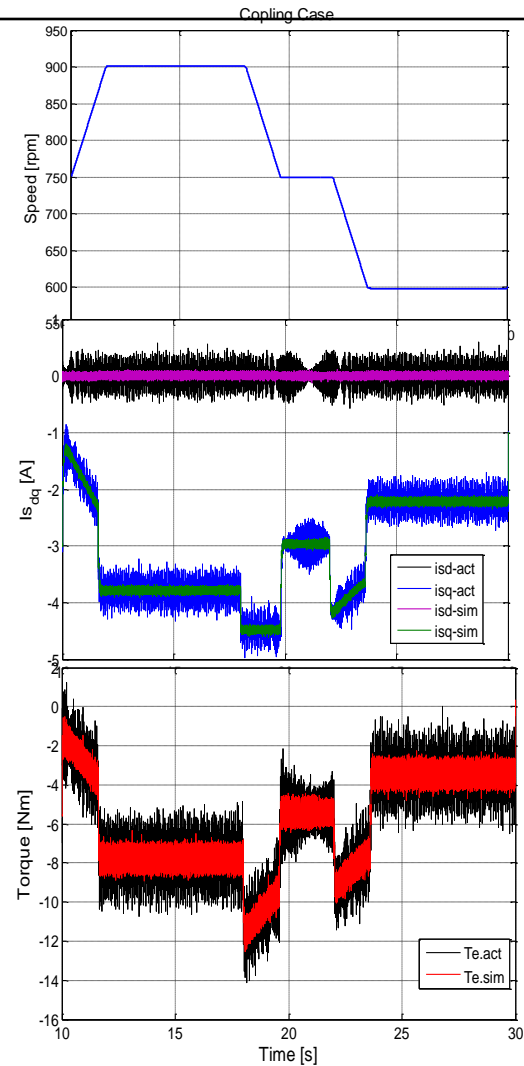 Copling Case
950
900
850
800
750
700
650
600
Speed [rpm]
0
-1
-2
-3
-4
-5
Is_dq [A]
isd-act
isq-act
isd-sim
isq-sim
2
0
-2
-4
-6
-8
-10
-12
-14
-16
Torque [Nm]
Te.act
Te.sim
10
15
20
25
30
Time [s]